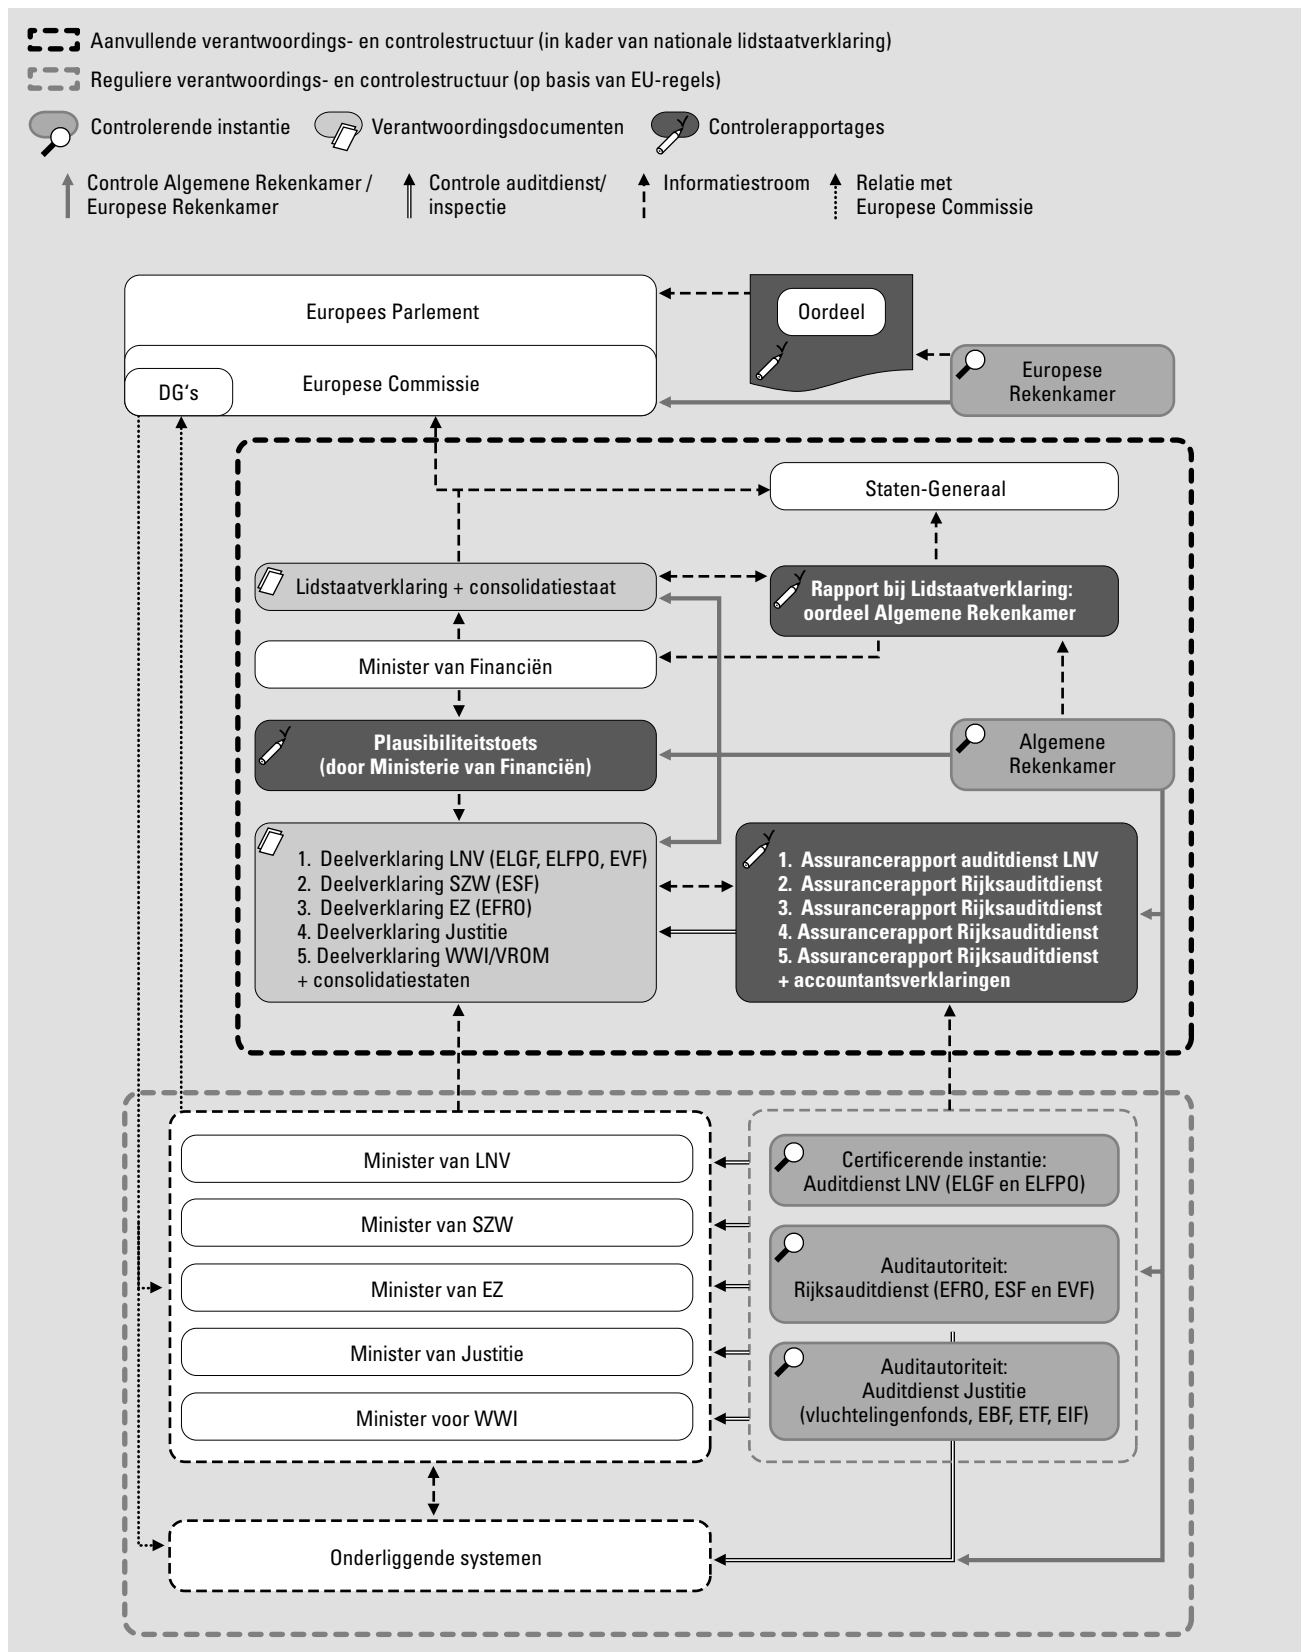 Aanvullende verantwoordings- en controlestructuur (in kader van nationale lidstaatverklaring)
Reguliere verantwoordings- en controlestructuur (op basis van EU-regels)
Controlerende instantie
Verantwoordingsdocumenten
Controlerapportages
Controle Algemene Rekenkamer /
Europese Rekenkamer
Controle auditdienst/
inspectie
Informatiestroom
Relatie met
Europese Commissie
Europees Parlement
Oordeel
Europese Commissie
DG‘s
Europese
Rekenkamer
Staten-Generaal
Lidstaatverklaring + consolidatiestaat
Rapport bij Lidstaatverklaring:
oordeel Algemene Rekenkamer
Minister van Financiën
Plausibiliteitstoets
(door Ministerie van Financiën)
Algemene
Rekenkamer
1. Deelverklaring LNV (ELGF, ELFPO, EVF)
2. Deelverklaring SZW (ESF)
3. Deelverklaring EZ (EFRO)
4. Deelverklaring Justitie
5. Deelverklaring WWI/VROM
+ consolidatiestaten
1. Assurancerapport auditdienst LNV
2. Assurancerapport Rijksauditdienst
3. Assurancerapport Rijksauditdienst
4. Assurancerapport Rijksauditdienst
5. Assurancerapport Rijksauditdienst
+ accountantsverklaringen
Minister van LNV
Minister van SZW
Minister van EZ
Minister van Justitie
Minister voor WWI
Certificerende instantie:
Auditdienst LNV (ELGF en ELFPO)
Auditautoriteit:
Rijksauditdienst (EFRO, ESF en EVF)
Auditautoriteit:
Auditdienst Justitie
(vluchtelingenfonds, EBF, ETF, EIF)
Onderliggende systemen